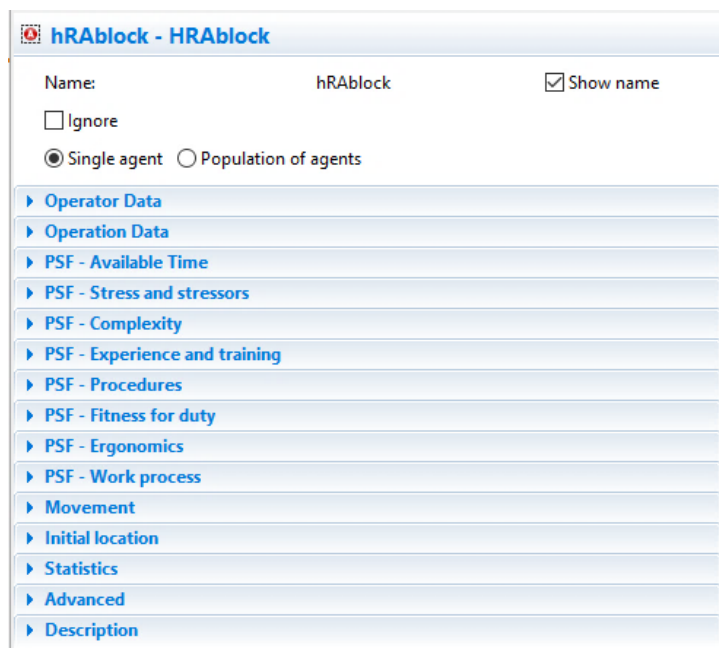 hRAblock - HRAblock
Name: hRAblock Show name
Ignore
Single agent Population of agents
Operator Data
Operation Data
PSF - Available Time
PSF - Stress and stressors
PSF - Complexity
PSF - Experience and training
PSF - Procedures
PSF - Fitness for duty
PSF - Ergonomics
PSF - Work process
Movement
Initial location
Statistics
Advanced
Description